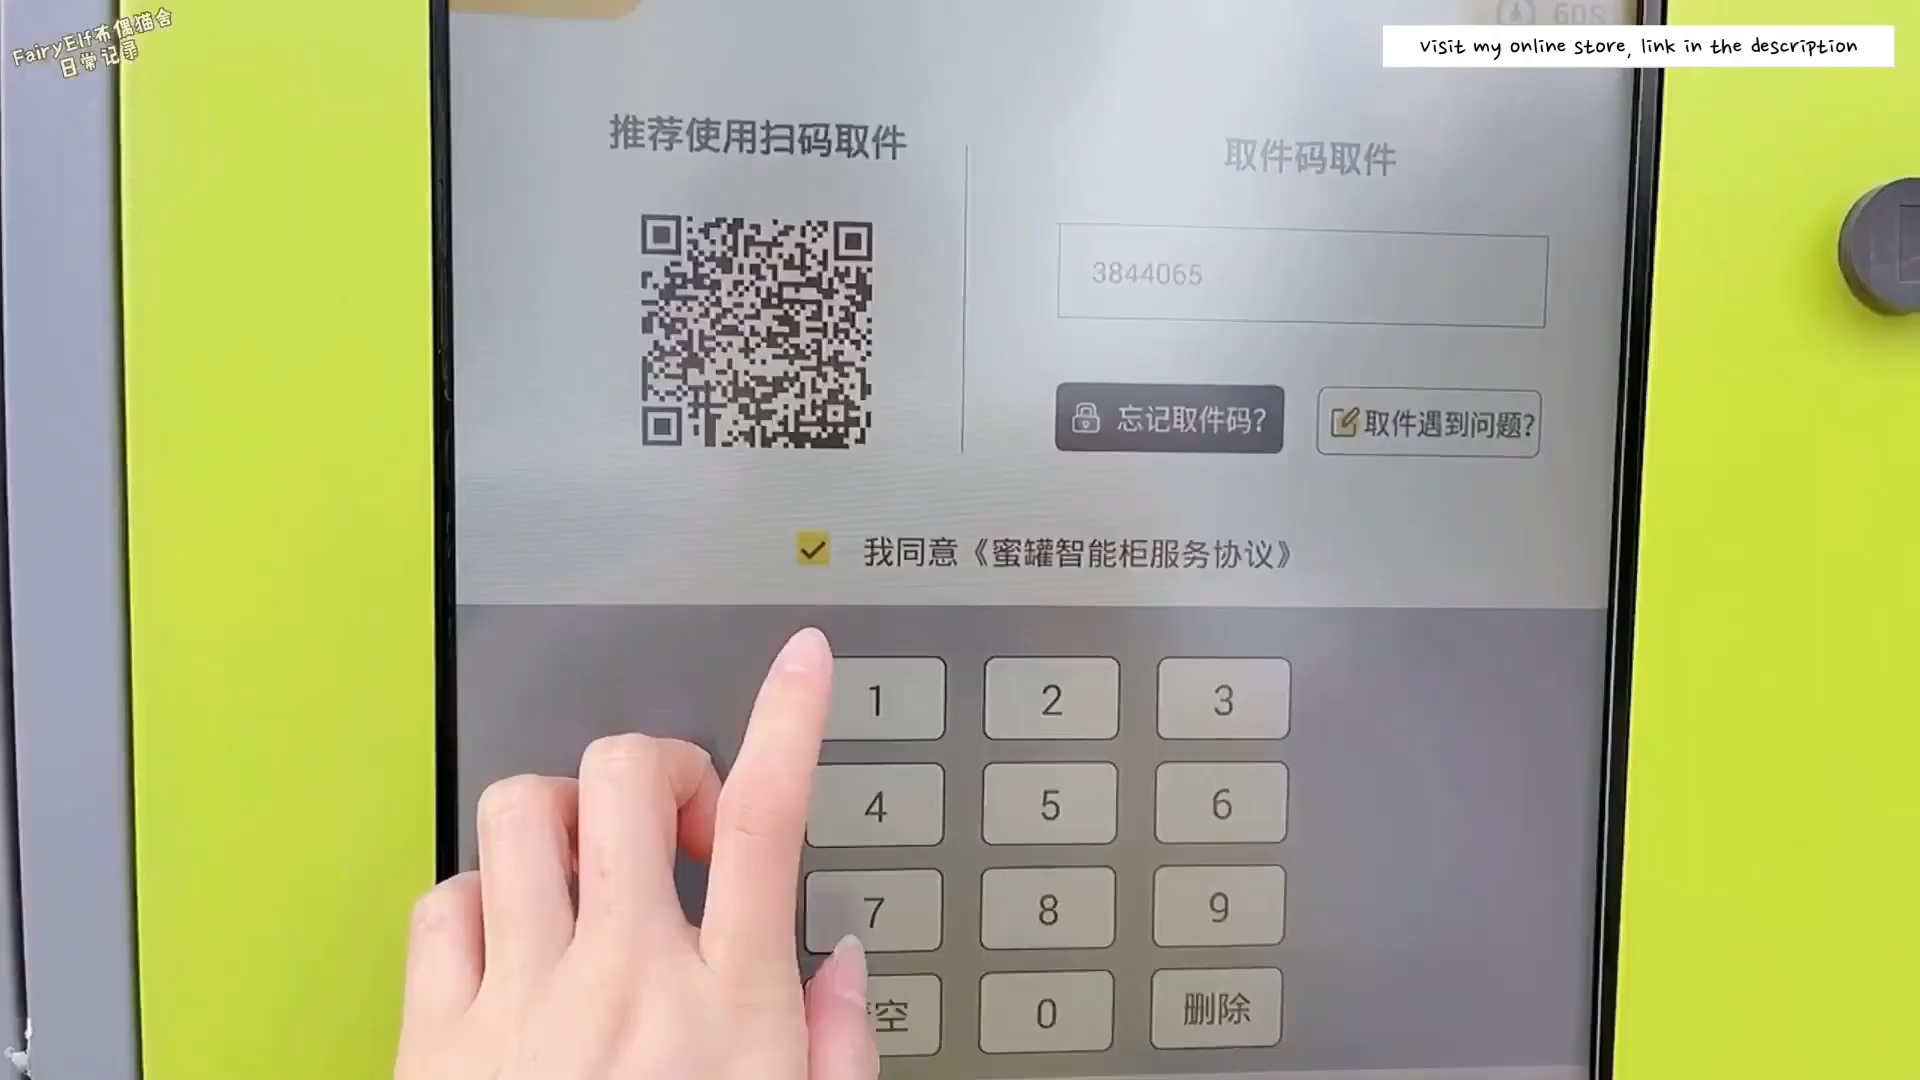 FairyElf布偶猫舍
日常记录
60S
Visit my online store, link in the description
推荐使用扫码取件
取件码取件
3844065
忘记取件码?
取件遇到问题?
我同意《蜜罐智能柜服务协议》
1 2 3
4 5 6
7 8 9
空 0 删除